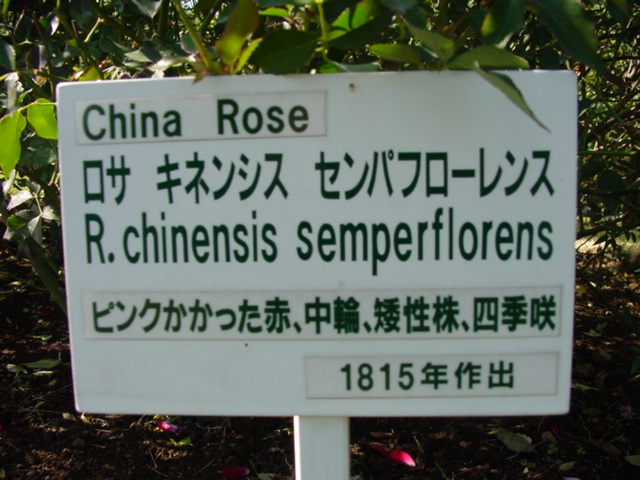 China Rose
ロサ キネンシス センパフローレンス
R.chinensis semperflorens
ピンクかかった赤、中輪、矮性株、四季咲
1815年作出